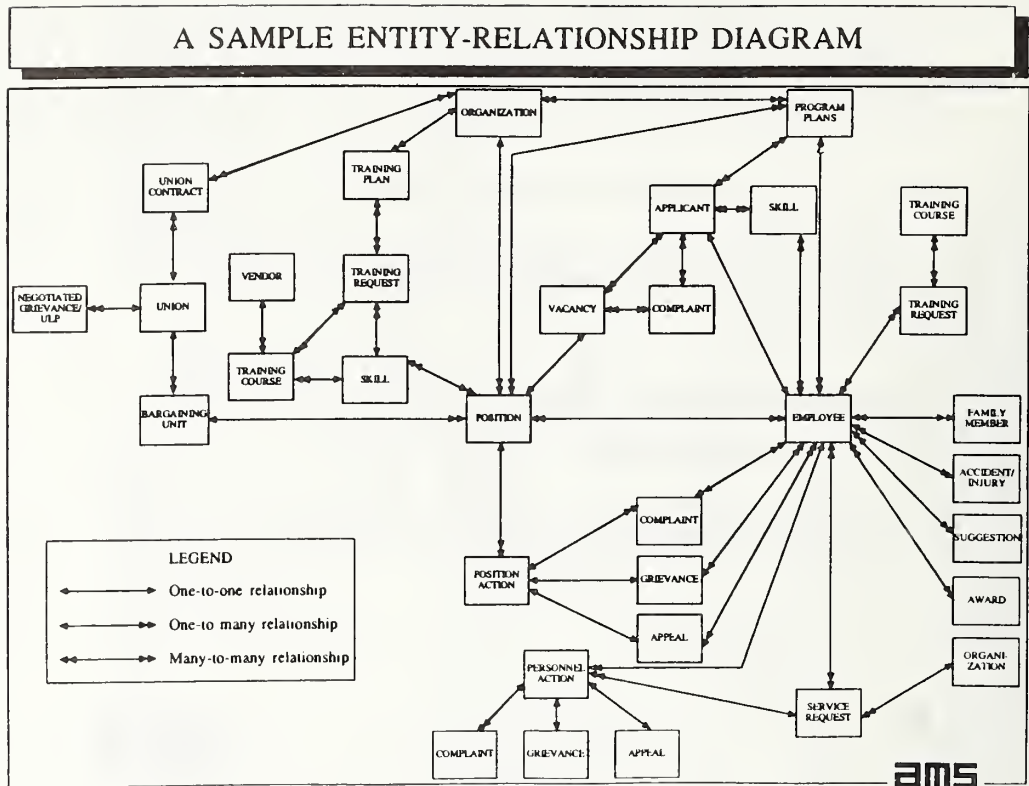 A SAMPLE ENTITY-RELATIONSHIP DIAGRAM
ORGANIZATION
PROGRAM
PLANS
UNION
CONTRACT
TRAINING
PLAN
APPLICANT
SKILL
TRAINING
COURSE
NEGOTIATED
GRIEVANCE/
ULP
UNION
VENDOR
TRAINING
REQUEST
VACANCY
COMPLAINT
TRAINING
REQUEST
TRAINING
COURSE
SKILL
BARGAINING
UNIT
POSITION
EMPLOYEE
FAMILY
MEMBER
ACCIDENT/
INJURY
COMPLAINT
SUGGESTION
LEGEND
One-to-one relationship
One-to many relationship
Many-to-many relationship
POSITION
ACTION
GRIEVANCE
AWARD
APPEAL
ORGANI-
ZATION
PERSONNEL
ACTION
SERVICE
REQUEST
COMPLAINT
GRIEVANCE
APPEAL
ams